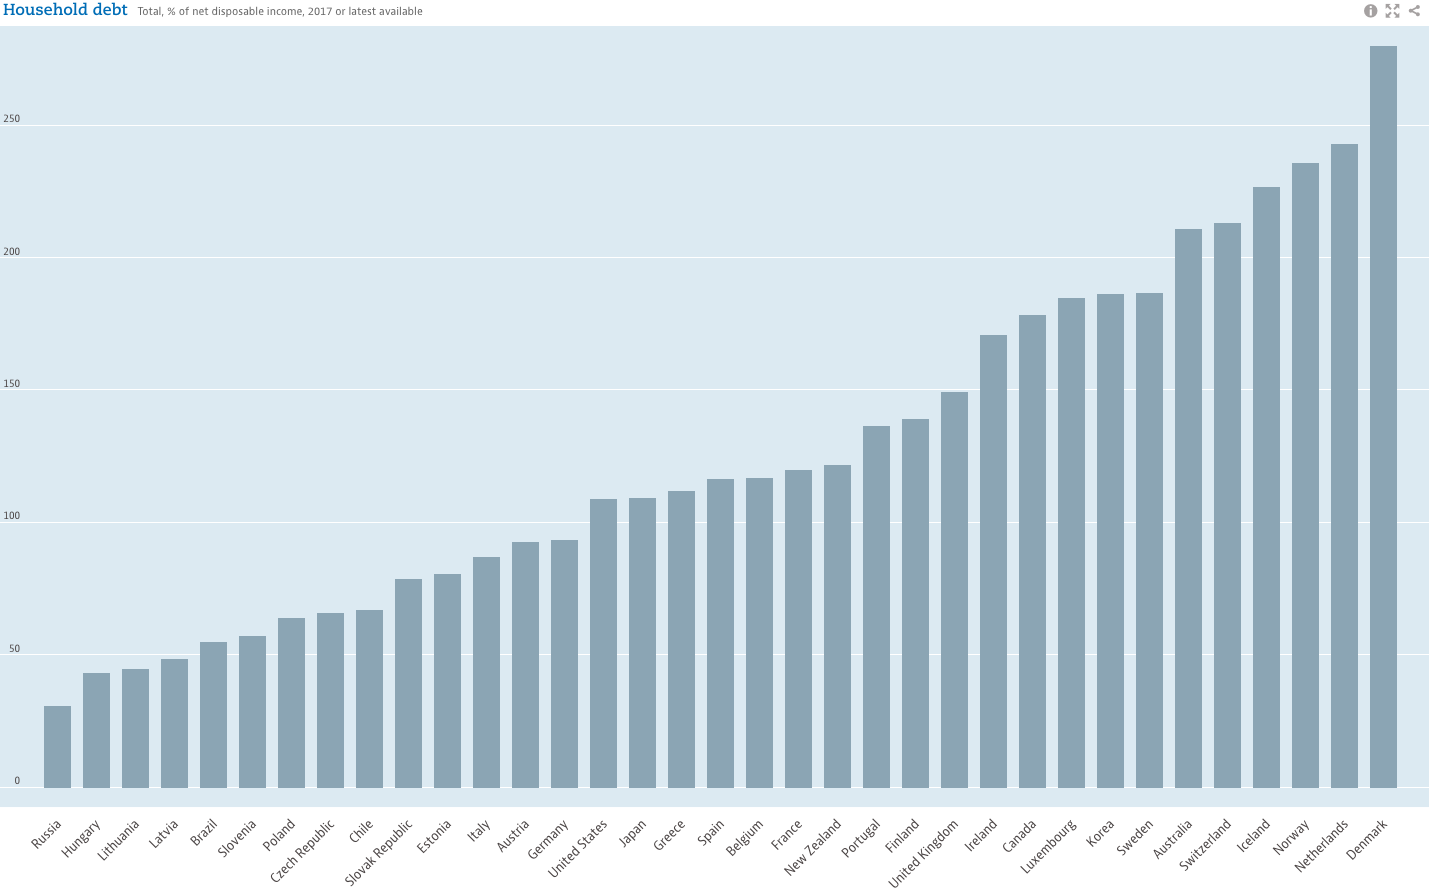 Household debt Total, % of net disposable income, 2017 or latest available
250
200
150
100
50
0
Russia
Hungary
Lithuania
Latvia
Brazil
Slovenia
Poland
Czech Republic
Chile
Slovak Republic
Estonia
Italy
Austria
Germany
United States
Japan
Greece
Spain
Belgium
France
New Zealand
Portugal
Finland
United Kingdom
Ireland
Canada
Luxembourg
Korea
Sweden
Australia
Switzerland
Iceland
Norway
Netherlands
Denmark